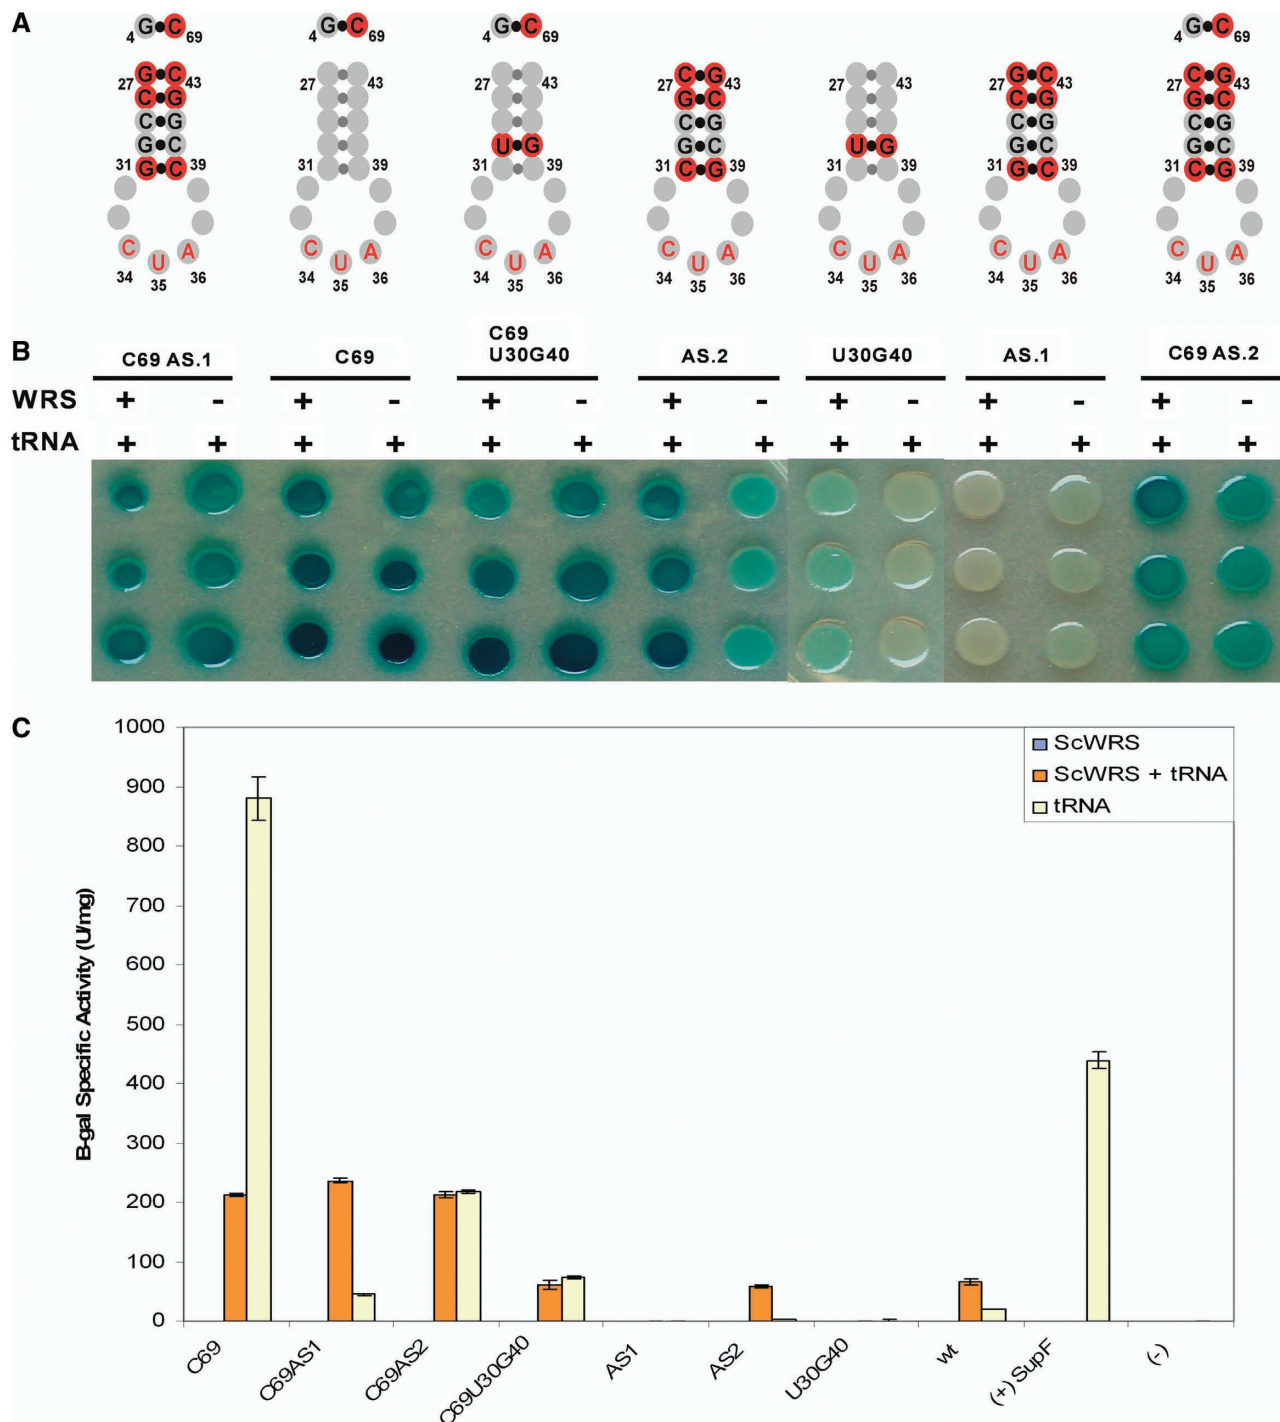 A
G C G C G C G C
4 69 4 69 4 69 4 69
G C C G G C C G
27 43 27 43 27 43 27 43 27 43 27 43 27 43
C G G C C G G C
C G C G C G C G
G C U G G C U G G C G C
31 39 31 39 31 39 31 39 31 39 31 39 31 39
G C C G G C C G
C U A C U A C U A C U A C U A C U A C U A
34 35 36 34 35 36 34 35 36 34 35 36 34 35 36 34 35 36 34 35 36
B
C69 AS.1 C69 C69 U30G40 AS.2 U30G40 AS.1 C69 AS.2
WRS + - + - + - + - + - + - + -
tRNA + + + + + + + + + + + + + +
C
1000
900
800
700
600
500
400
300
200
100
0
B-gal Specific Activity (U/mg)
ScWRS
ScWRS + tRNA
tRNA
C69 C69AS1 C69AS2 C69U30G40 AS1 AS2 U30G40 wt (+) SupF (-)